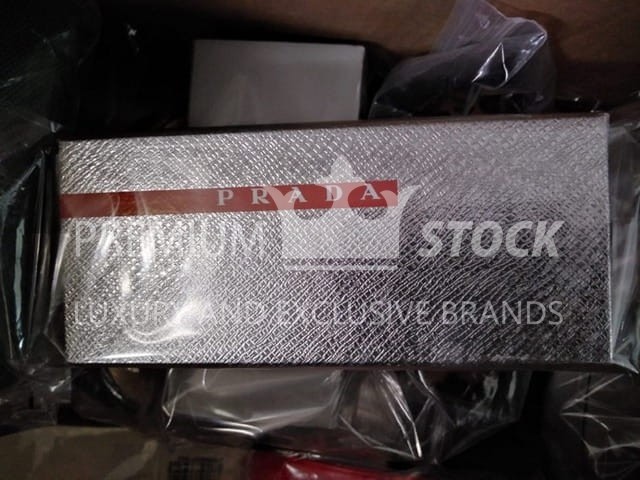 PRADA
PREMIUM STOCK
LUXURY AND EXCLUSIVE BRANDS